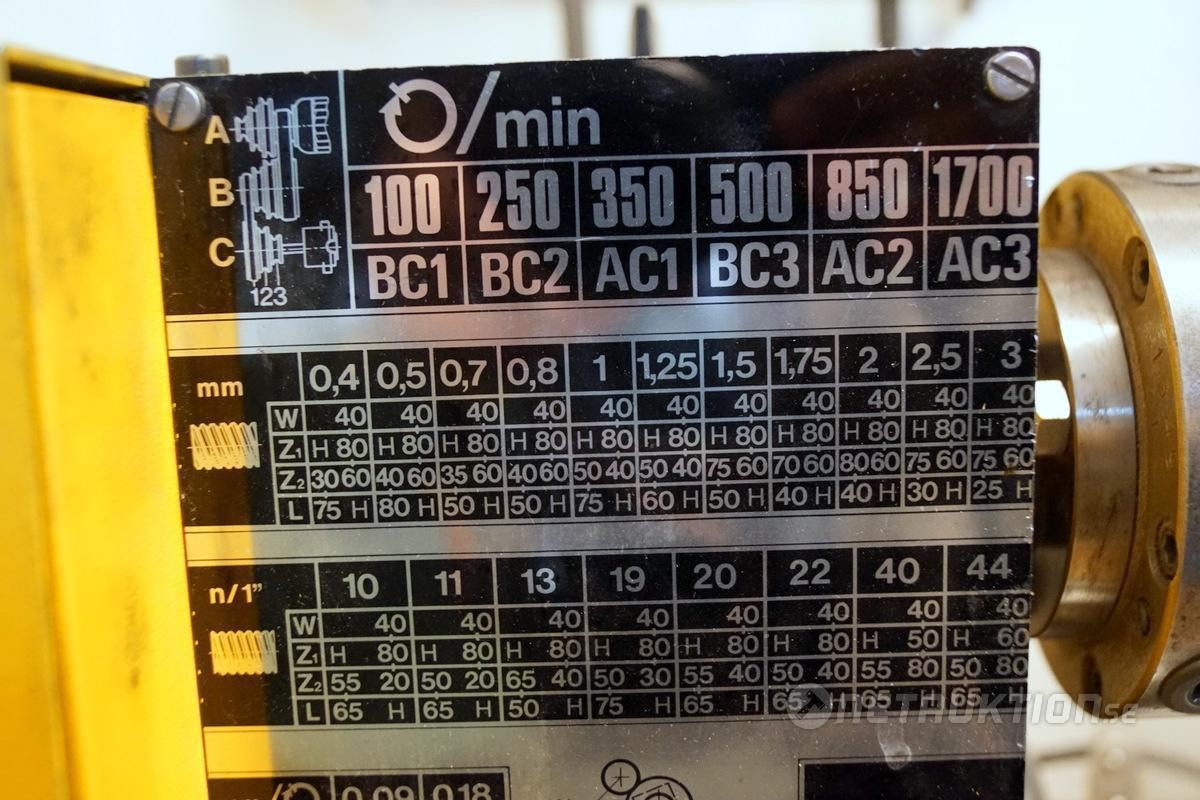 A /min
B 100 250 350 500 850 1700
C BC1 BC2 AC1 BC3 AC2 AC3
123
mm 0,4 0,5 0,7 0,8 1 1,25 1,5 1,75 2 2,5 3
W 40 40 40 40 40 40 40 40 40 40 40
Z1 H 80 H 80 H 80 H 80 H 80 H 80 H 80 H 80 H 80 H 80 H 80
Z2 30 60 40 60 35 60 40 60 50 40 50 40 75 60 70 60 80 60 75 60 75 60
L 75 H 80 H 50 H 50 H 75 H 60 H 50 H 40 H 40 H 30 H 25 H
n/1" 10 11 13 19 20 22 40 44
W 40 40 40 40 40 40 40 40
Z1 H 80 H 80 H 80 H 80 H 80 H 80 H 50 H 60
Z2 55 20 50 20 65 40 50 30 55 40 50 40 55 80 50 80
L 65 H 65 H 50 H 75 H 65 H 65 H 65 H 65 H
NETAUKTION.SE
0,09 0,18